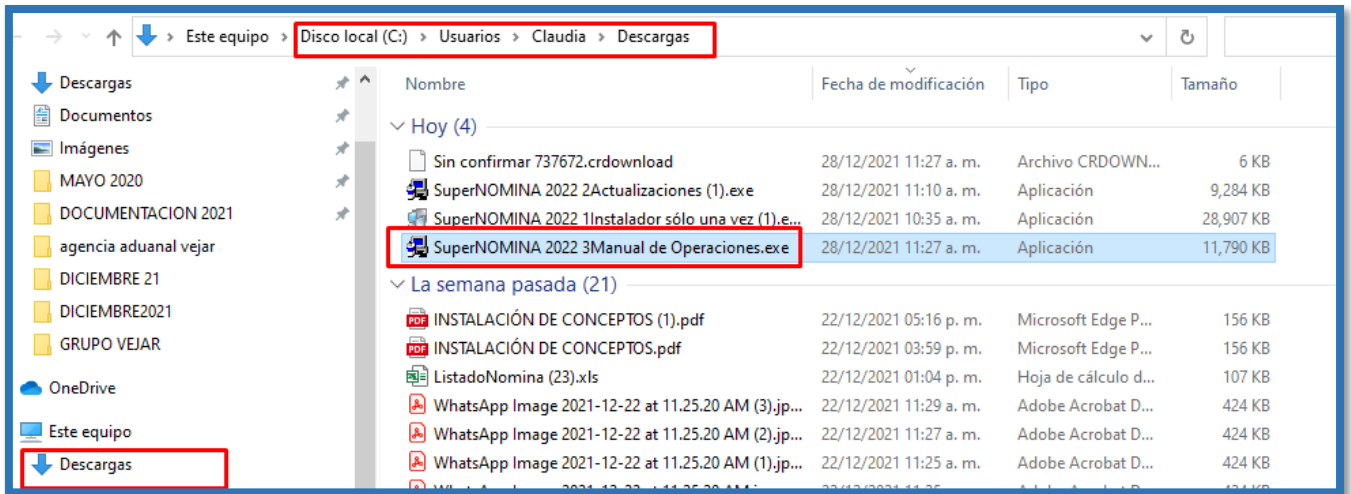 Este equipo > Disco local (C:) > Usuarios > Claudia > Descargas
Descargas
Documentos
Imágenes
MAYO 2020
DOCUMENTACION 2021
agencia aduanal vejar
DICIEMBRE 21
DICIEMBRE2021
GRUPO VEJAR
OneDrive
Este equipo
Descargas
Nombre Fecha de modificación Tipo Tamaño
Hoy (4)
Sin confirmar 737672.crdownload 28/12/2021 11:27 a. m. Archivo CRDOWN... 6 KB
SuperNOMINA 2022 2Actualizaciones (1).exe 28/12/2021 11:10 a. m. Aplicación 9,284 KB
SuperNOMINA 2022 1Instalador sólo una vez (1).e... 28/12/2021 10:35 a. m. Aplicación 28,907 KB
SuperNOMINA 2022 3Manual de Operaciones.exe 28/12/2021 11:27 a. m. Aplicación 11,790 KB
La semana pasada (21)
INSTALACIÓN DE CONCEPTOS (1).pdf 22/12/2021 05:16 p. m. Microsoft Edge P... 156 KB
INSTALACIÓN DE CONCEPTOS.pdf 22/12/2021 03:59 p. m. Microsoft Edge P... 156 KB
ListadoNomina (23).xls 22/12/2021 01:04 p. m. Hoja de cálculo d... 107 KB
WhatsApp Image 2021-12-22 at 11.25.20 AM (3).jp... 22/12/2021 11:29 a. m. Adobe Acrobat D... 424 KB
WhatsApp Image 2021-12-22 at 11.25.20 AM (2).jp... 22/12/2021 11:27 a. m. Adobe Acrobat D... 424 KB
WhatsApp Image 2021-12-22 at 11.25.20 AM (1).jp... 22/12/2021 11:25 a. m. Adobe Acrobat D... 424 KB